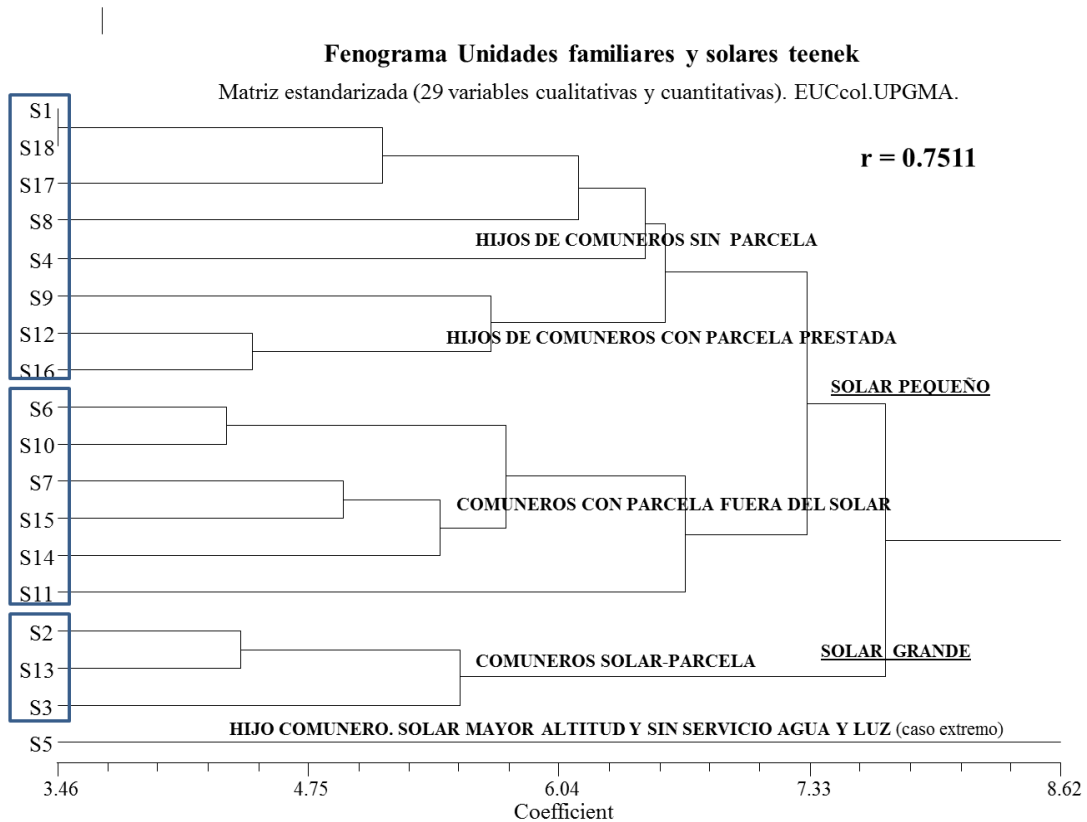 Fenograma Unidades familiares y solares teenek
Matriz estandarizada (29 variables cualitativas y cuantitativas). EUCcol.UPGMA.
r = 0.7511
S1
S18
S17
S8
HIJOS DE COMUNEROS SIN PARCELA
S4
S9
S12
HIJOS DE COMUNEROS CON PARCELA PRESTADA
S16
SOLAR PEQUEÑO
S6
S10
S7
COMUNEROS CON PARCELA FUERA DEL SOLAR
S15
S14
S11
S2
SOLAR GRANDE
COMUNEROS SOLAR-PARCELA
S13
S3
HIJO COMUNERO. SOLAR MAYOR ALTITUD Y SIN SERVICIO AGUA Y LUZ (caso extremo)
S5
3.46 4.75 6.04 7.33 8.62
Coefficient